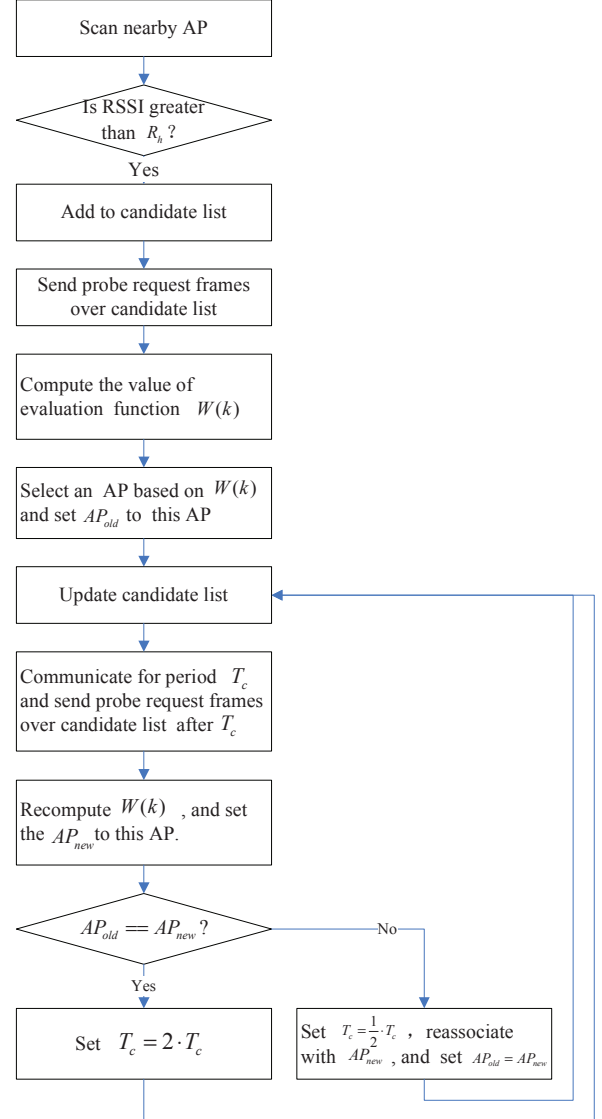 Scan nearby AP
Is RSSI greater
than R_h ?
Yes
Add to candidate list
Send probe request frames
over candidate list
Compute the value of
evaluation function W(k)
Select an AP based on W(k)
and set AP_old to this AP
Update candidate list
Communicate for period T_c
and send probe request frames
over candidate list after T_c
Recompute W(k) , and set
the AP_new to this AP.
AP_old == AP_new ?
No
Yes
Set T_c = 2 · T_c
Set T_c = 1/2 · T_c , reassociate
with AP_new , and set AP_old = AP_new